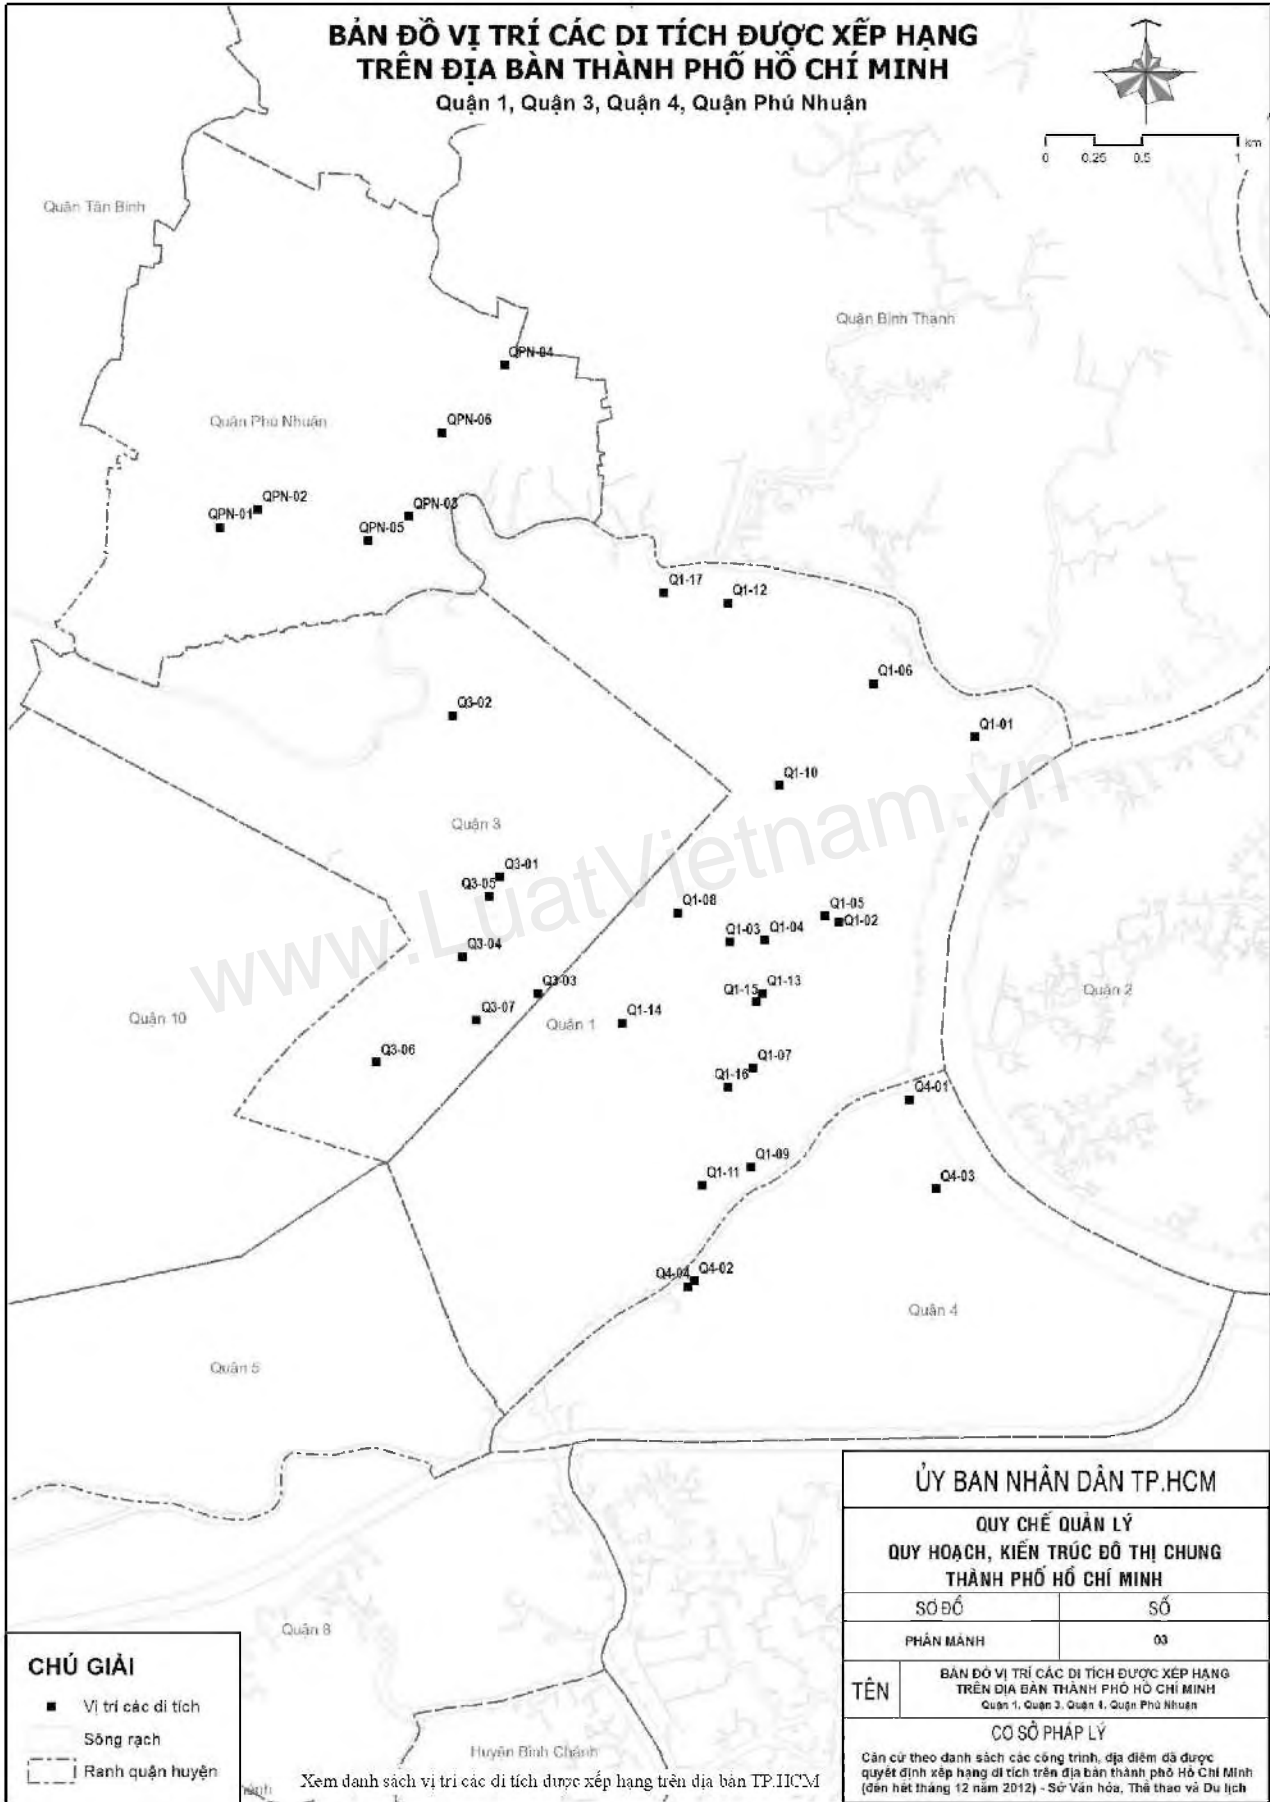 BẢN ĐỒ VỊ TRÍ CÁC DI TÍCH ĐƯỢC XẾP HẠNG
TRÊN ĐỊA BÀN THÀNH PHỐ HỒ CHÍ MINH
Quận 1, Quận 3, Quận 4, Quận Phú Nhuận
0 0.25 0.5 1 km
Quận Tân Bình
Quận Bình Thạnh
QPN-04
Quận Phú Nhuận
QPN-06
QPN-02
QPN-01
QPN-03
QPN-05
Q1-17
Q1-12
Q1-06
Q3-02
Q1-01
Q1-10
Quận 3
Q3-01
Q3-05
Q1-08
Q1-05
Q1-02
Q1-03
Q1-04
Q3-04
Q3-03
Q1-13
Q1-15
Quận 2
Q3-07
Q1-14
Quận 10
Quận 1
Q3-06
Q1-07
Q1-16
Q4-01
Q1-09
Q1-11
Q4-03
Q4-02
Q4-04
Quận 4
Quận 5
www.LuatVietnam.vn
Quận 8
Huyện Bình Chánh
CHÚ GIẢI
Vị trí các di tích
Sông rạch
Ranh quận huyện
Xem danh sách vị trí các di tích được xếp hạng trên địa bàn TP.HCM
ỦY BAN NHÂN DÂN TP.HCM
QUY CHẾ QUẢN LÝ
QUY HOẠCH, KIẾN TRÚC ĐÔ THỊ CHUNG
THÀNH PHỐ HỒ CHÍ MINH
SƠ ĐỒ SỐ
PHÂN MẢNH 03
TÊN
BẢN ĐỒ VỊ TRÍ CÁC DI TÍCH ĐƯỢC XẾP HẠNG
TRÊN ĐỊA BÀN THÀNH PHỐ HỒ CHÍ MINH
Quận 1, Quận 3, Quận 4, Quận Phú Nhuận
CƠ SỞ PHÁP LÝ
Căn cứ theo danh sách các công trình, địa điểm đã được
quyết định xếp hạng di tích trên địa bàn thành phố Hồ Chí Minh
(đến hết tháng 12 năm 2012) - Sở Văn hóa, Thể thao và Du lịch